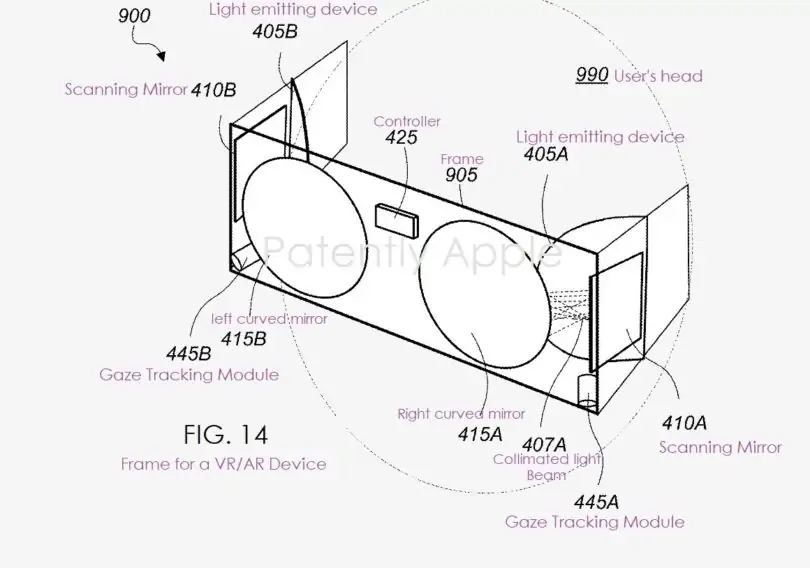 900
Light emitting device
405B
990 User's head
Scanning Mirror 410B
Controller
425
Light emitting device
405A
Frame
905
Patently Apple
left curved mirror
415B
445B
Gaze Tracking Module
Right curved mirror
415A
407A
Collimated light
Beam
410A
Scanning Mirror
445A
Gaze Tracking Module
FIG. 14
Frame for a VR/AR Device